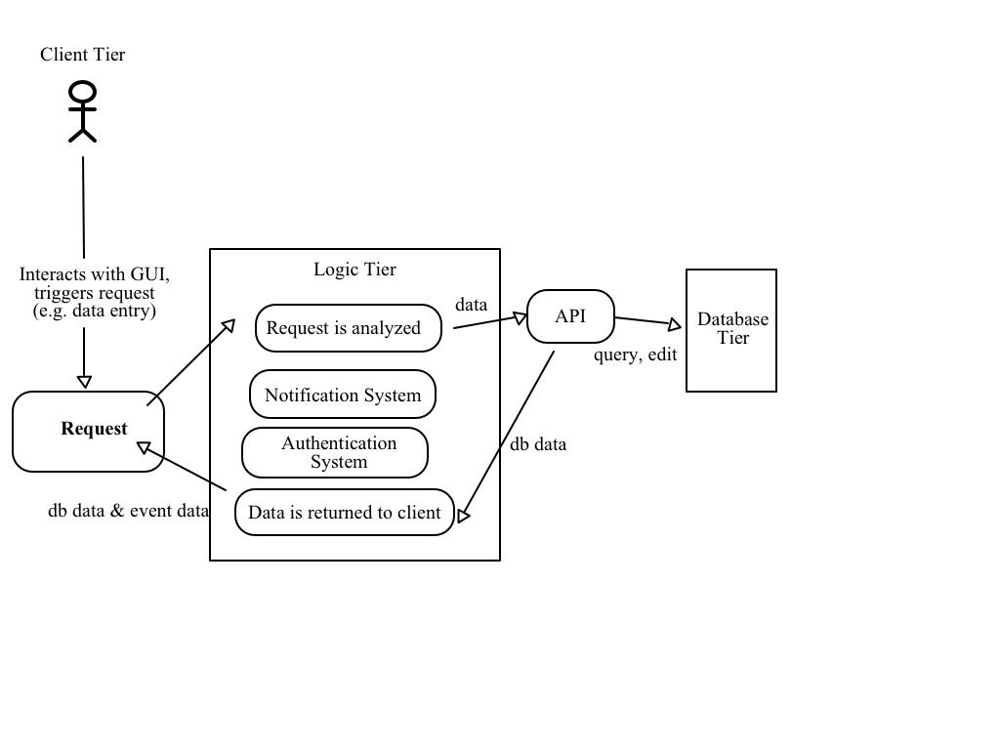 Client Tier
Interacts with GUI,
triggers request
(e.g. data entry)
Request
db data & event data
Logic Tier
Request is analyzed
Notification System
Authentication
System
Data is returned to client
data
API
query, edit
db data
Database
Tier